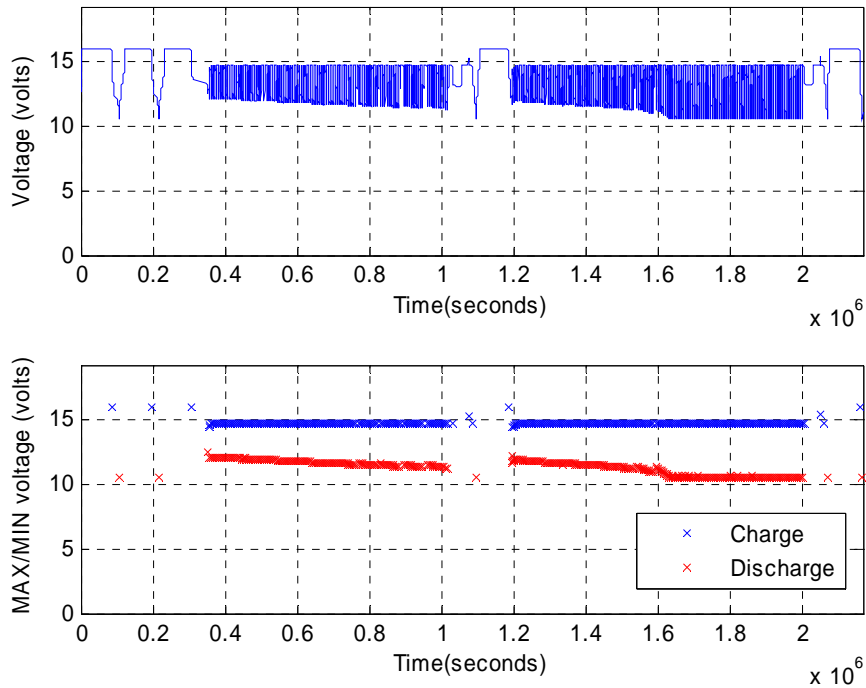 Voltage (volts)
15
10
5
0
0 0.2 0.4 0.6 0.8 1 1.2 1.4 1.6 1.8 2
Time(seconds)
x 10^6
MAX/MIN voltage (volts)
15
10
5
0
Charge
Discharge
0 0.2 0.4 0.6 0.8 1 1.2 1.4 1.6 1.8 2
Time(seconds)
x 10^6